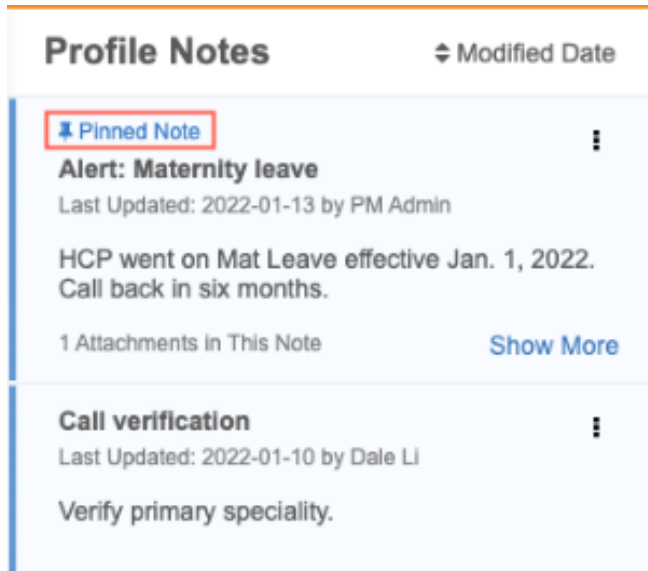 Profile Notes
Modified Date
Pinned Note
Alert: Maternity leave
Last Updated: 2022-01-13 by PM Admin
HCP went on Mat Leave effective Jan. 1, 2022.
Call back in six months.
1 Attachments in This Note
Show More
Call verification
Last Updated: 2022-01-10 by Dale Li
Verify primary speciality.